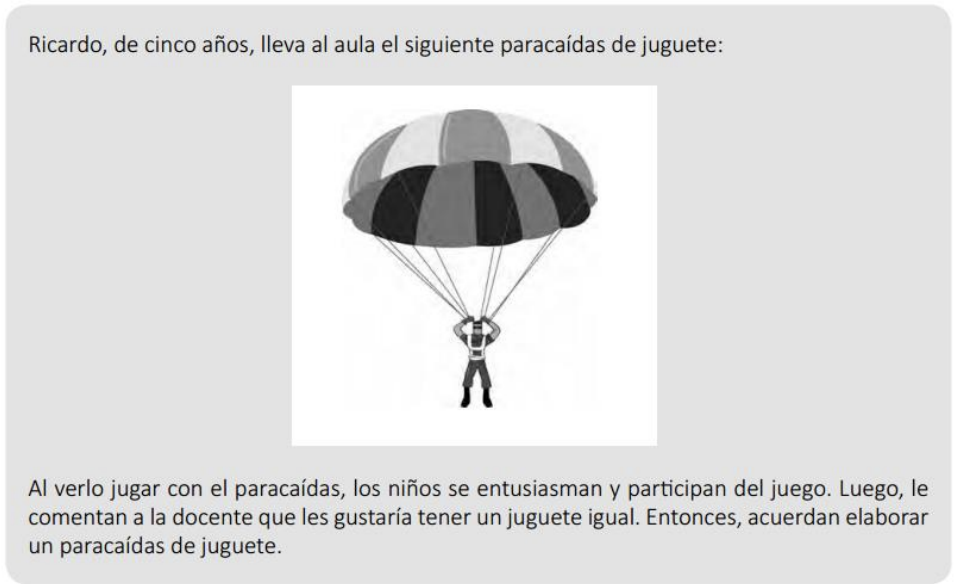 Ricardo, de cinco años, lleva al aula el siguiente paracaídas de juguete:
Al verlo jugar con el paracaídas, los niños se entusiasman y participan del juego. Luego, le
comentan a la docente que les gustaría tener un juguete igual. Entonces, acuerdan elaborar
un paracaídas de juguete.